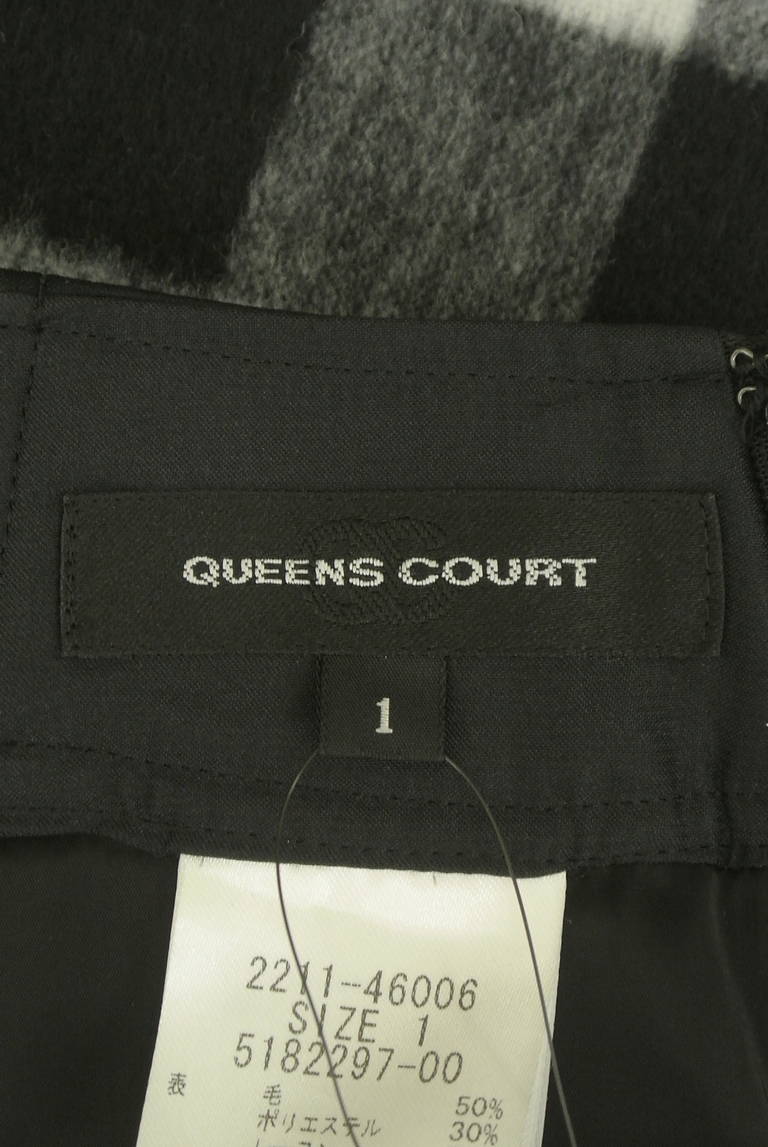 QUEENS COURT
1
2211-46006
SIZE 1
5182297-00
表 毛 50%
ポリエステル 30%